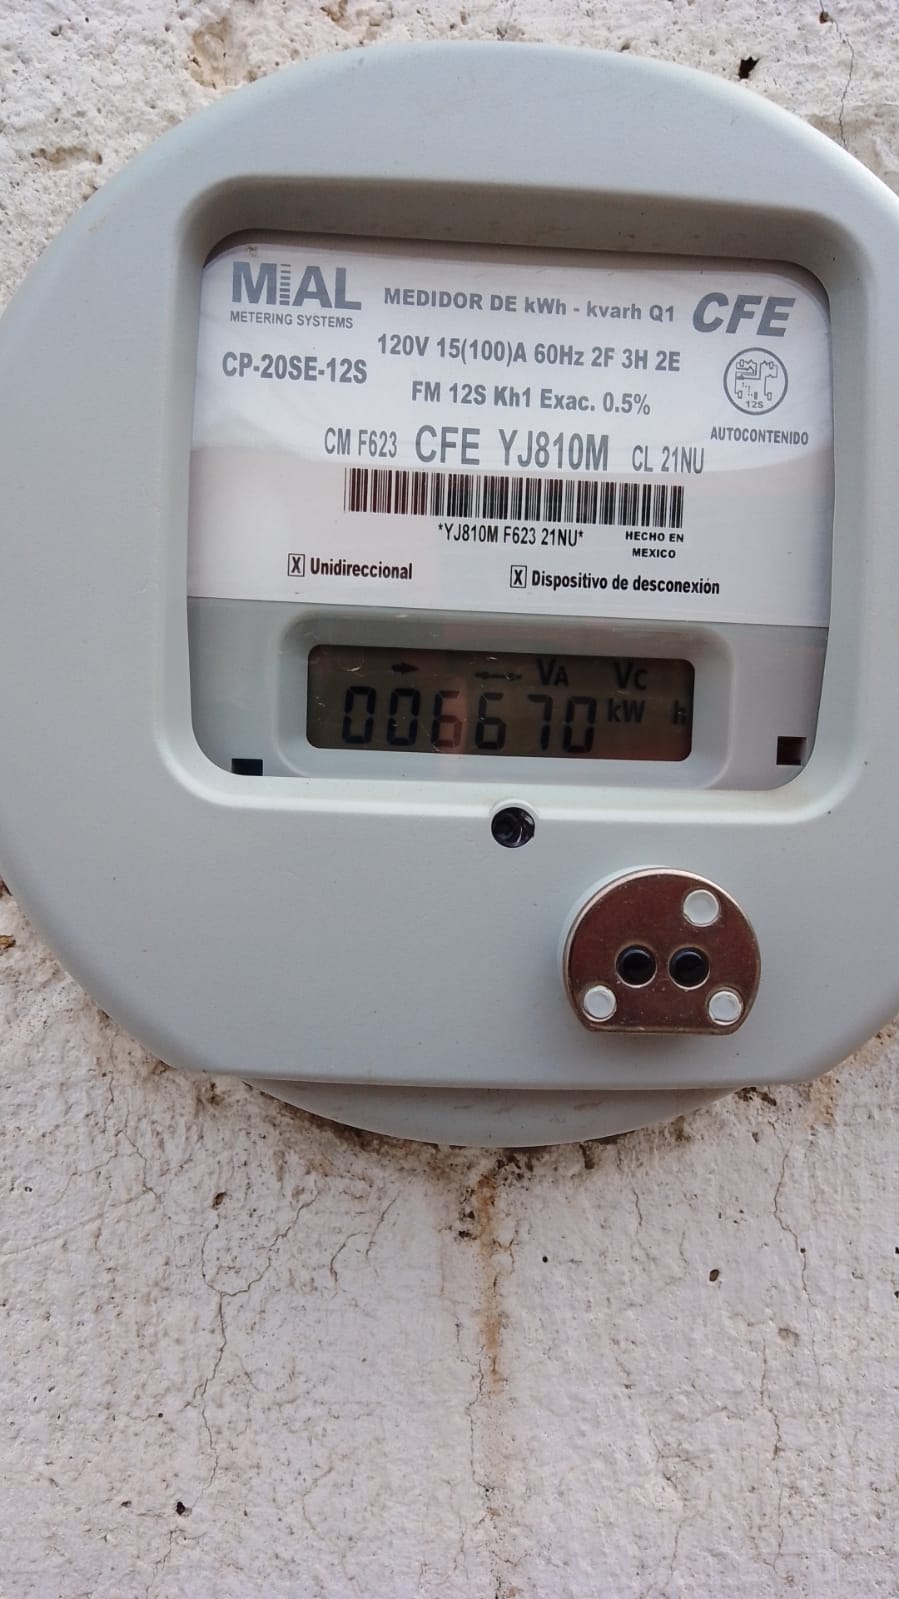 MIAL
METERING SYSTEMS
MEDIDOR DE kWh - kvarh Q1
CFE
CP-20SE-12S
120V 15(100)A 60Hz 2F 3H 2E
FM 12S Kh1 Exac. 0.5%
12S
AUTOCONTENIDO
CM F623 CFE YJ810M CL 21NU
*YJ810M F623 21NU*
HECHO EN
MEXICO
X Unidireccional
X Dispositivo de desconexión
VA VC
006670 kW h